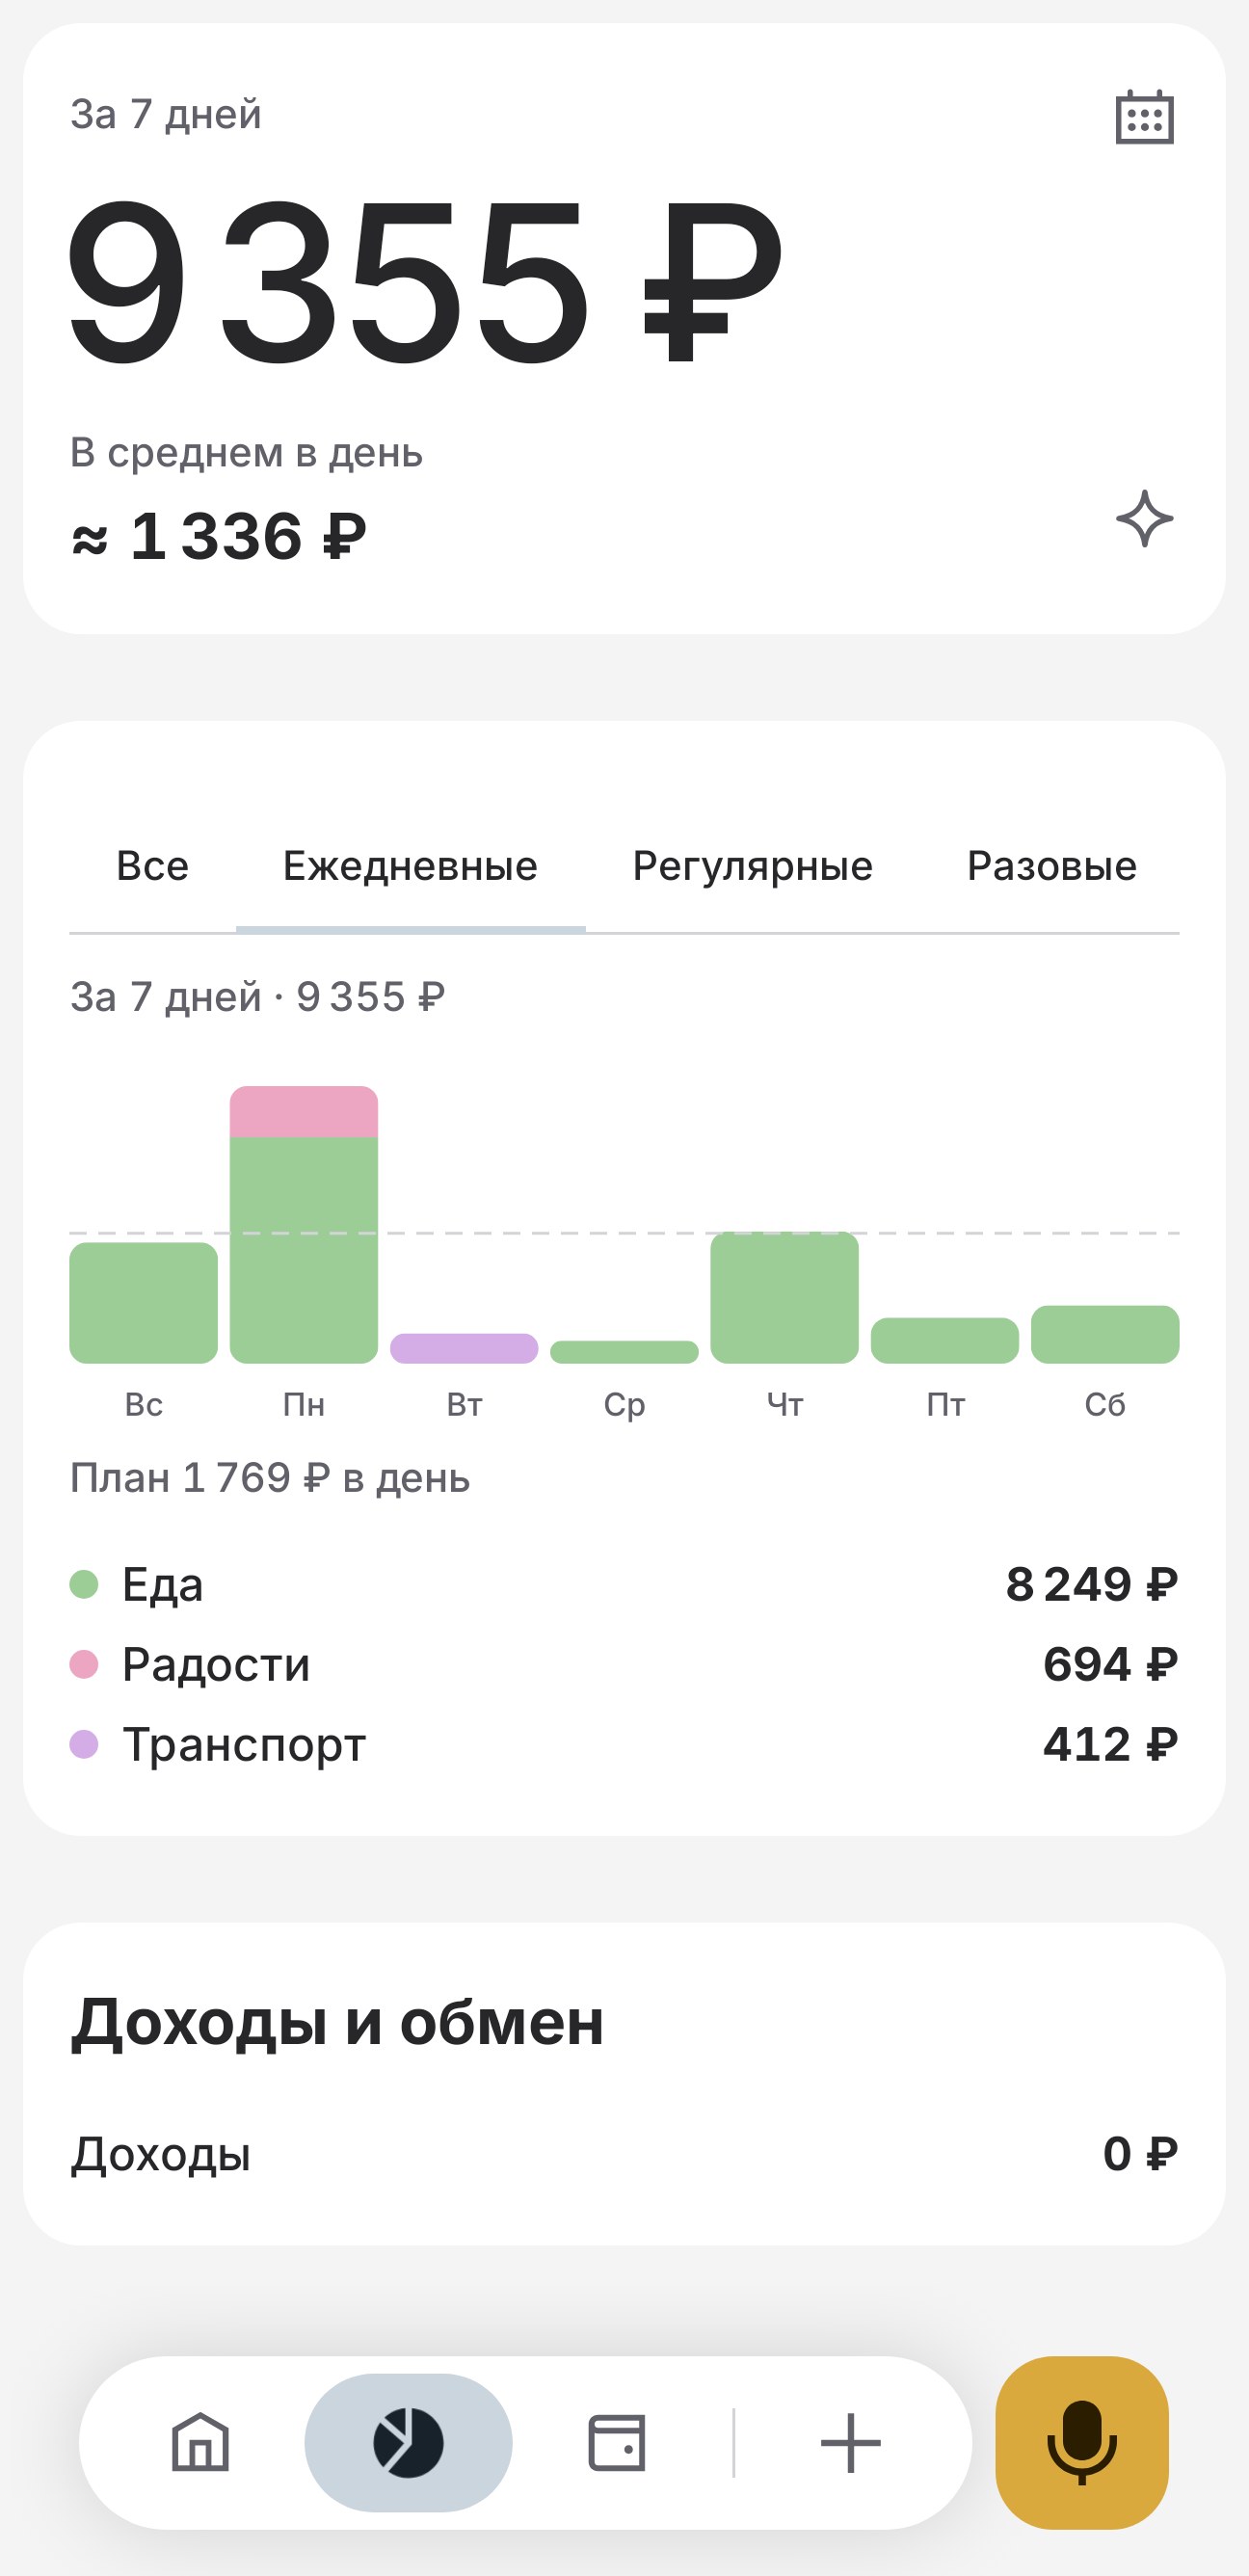 За 7 дней
9 355 ₽
В среднем в день
≈ 1 336 ₽
Все Ежедневные Регулярные Разовые
За 7 дней · 9 355 ₽
Вс Пн Вт Ср Чт Пт Сб
План 1 769 ₽ в день
Еда 8 249 ₽
Радости 694 ₽
Транспорт 412 ₽
Доходы и обмен
Доходы 0 ₽